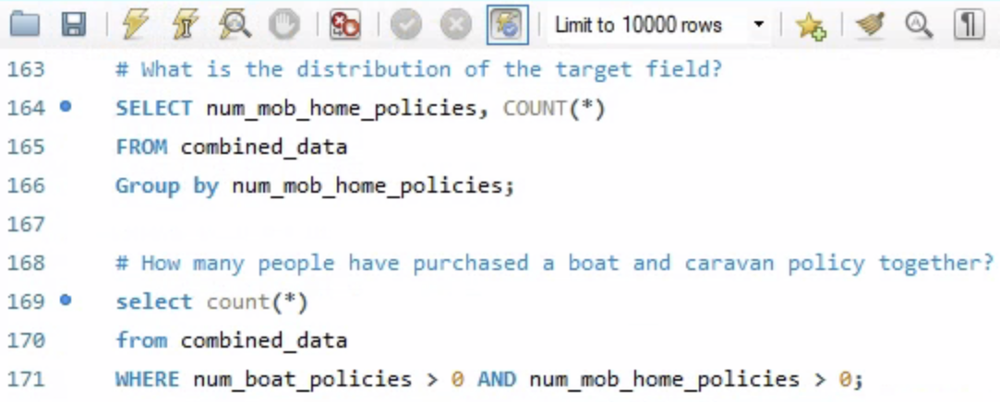 Limit to 10000 rows
163 # What is the distribution of the target field?
164 SELECT num_mob_home_policies, COUNT(*)
165 FROM combined_data
166 Group by num_mob_home_policies;
167
168 # How many people have purchased a boat and caravan policy together?
169 select count(*)
170 from combined_data
171 WHERE num_boat_policies > 0 AND num_mob_home_policies > 0;